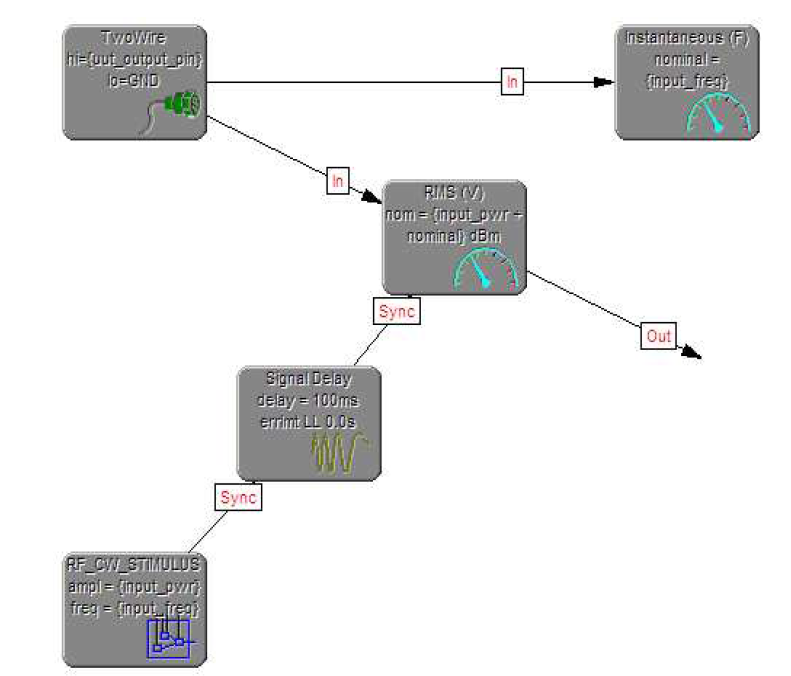 TwoWire
hi={uut_output_pin}
lo=GND
In
Instantaneous (F)
nominal =
{input_freq}
In
RMS (V)
nom = {input_pwr +
nominal} dBm
Sync
Out
Signal Delay
delay = 100ms
errlmt LL 0.0s
Sync
RF_CW_STIMULUS
ampl = {input_pwr}
freq = {input_freq}